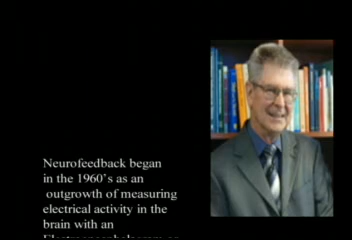 Neurofeedback began
in the 1960's as an
outgrowth of measuring
electrical activity in the
brain with an